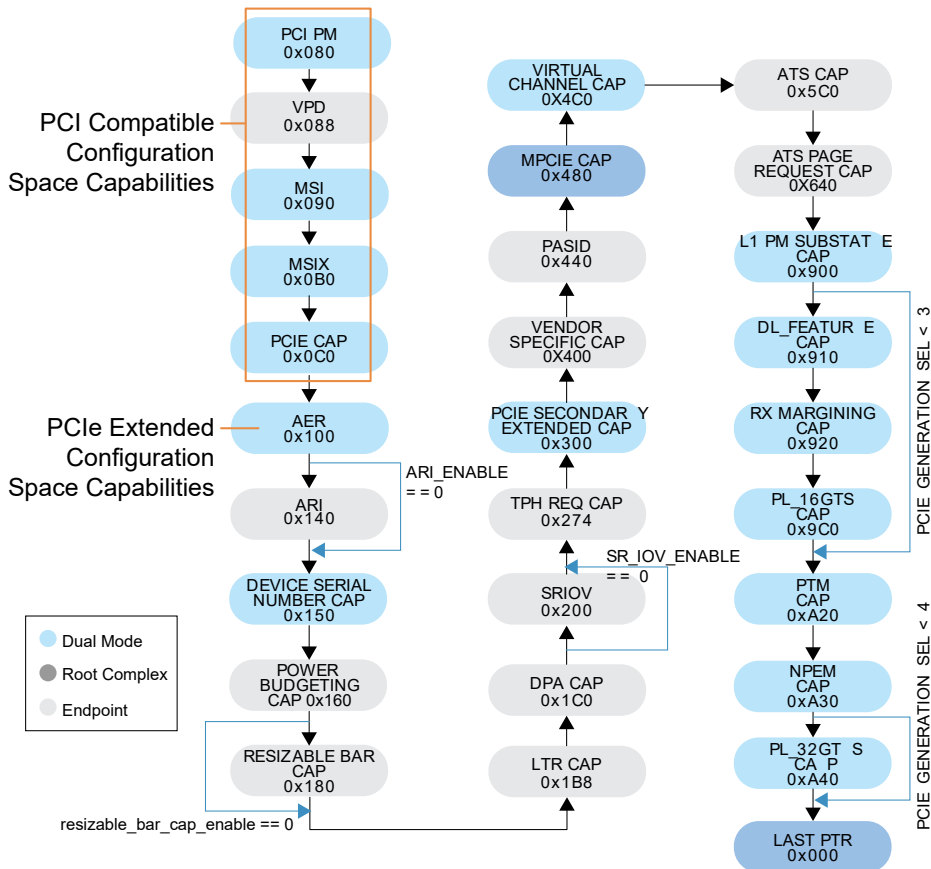 PCI PM
0x080
VPD
0x088
MSI
0x090
MSIX
0x0B0
PCIE CAP
0x0C0
PCI Compatible
Configuration
Space Capabilities
AER
0x100
PCIe Extended
Configuration
Space Capabilities
ARI_ENABLE
== 0
ARI
0x140
DEVICE SERIAL
NUMBER CAP
0x150
POWER
BUDGETING
CAP 0x160
RESIZABLE BAR
CAP
0x180
resizable_bar_cap_enable == 0
Dual Mode
Root Complex
Endpoint
VIRTUAL
CHANNEL CAP
0X4C0
MPCIE CAP
0x480
PASID
0x440
VENDOR
SPECIFIC CAP
0X400
PCIE SECONDAR Y
EXTENDED CAP
0x300
TPH REQ CAP
0x274
SR_IOV_ENABLE
== 0
SRIOV
0x200
DPA CAP
0x1C0
LTR CAP
0x1B8
ATS CAP
0x5C0
ATS PAGE
REQUEST CAP
0X640
L1 PM SUBSTAT E
CAP
0x900
DL_FEATUR E
CAP
0x910
RX MARGINING
CAP
0x920
PL_16GTS
CAP
0x9C0
PCIE GENERATION SEL < 3
PTM
CAP
0xA20
NPEM
CAP
0xA30
PL_32GT S
CA P
0xA40
PCIE GENERATION SEL < 4
LAST PTR
0x000